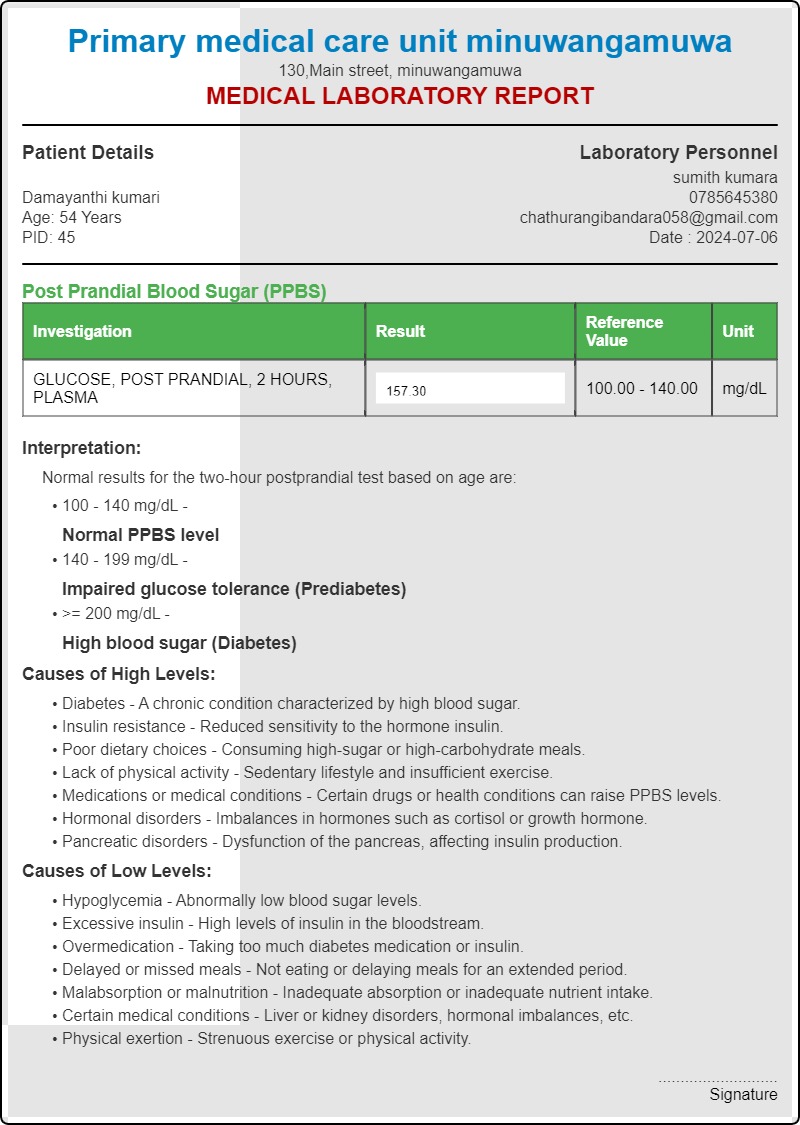 Primary medical care unit minuwangamuwa
130,Main street, minuwangamuwa
MEDICAL LABORATORY REPORT
Patient Details
Damayanthi kumari
Age: 54 Years
PID: 45
Laboratory Personnel
sumith kumara
0785645380
chathurangibandara058@gmail.com
Date : 2024-07-06
Post Prandial Blood Sugar (PPBS)
Investigation Result Reference Value Unit
GLUCOSE, POST PRANDIAL, 2 HOURS, PLASMA 157.30 100.00 - 140.00 mg/dL
Interpretation:
Normal results for the two-hour postprandial test based on age are:
• 100 - 140 mg/dL -
Normal PPBS level
• 140 - 199 mg/dL -
Impaired glucose tolerance (Prediabetes)
• >= 200 mg/dL -
High blood sugar (Diabetes)
Causes of High Levels:
• Diabetes - A chronic condition characterized by high blood sugar.
• Insulin resistance - Reduced sensitivity to the hormone insulin.
• Poor dietary choices - Consuming high-sugar or high-carbohydrate meals.
• Lack of physical activity - Sedentary lifestyle and insufficient exercise.
• Medications or medical conditions - Certain drugs or health conditions can raise PPBS levels.
• Hormonal disorders - Imbalances in hormones such as cortisol or growth hormone.
• Pancreatic disorders - Dysfunction of the pancreas, affecting insulin production.
Causes of Low Levels:
• Hypoglycemia - Abnormally low blood sugar levels.
• Excessive insulin - High levels of insulin in the bloodstream.
• Overmedication - Taking too much diabetes medication or insulin.
• Delayed or missed meals - Not eating or delaying meals for an extended period.
• Malabsorption or malnutrition - Inadequate absorption or inadequate nutrient intake.
• Certain medical conditions - Liver or kidney disorders, hormonal imbalances, etc.
• Physical exertion - Strenuous exercise or physical activity.
...........................
Signature